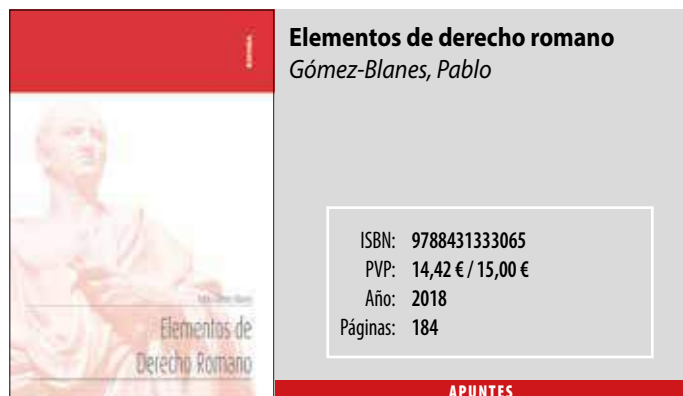 Elementos de derecho romano
Gómez-Blanes, Pablo
ISBN: 9788431333065
PVP: 14,42 € / 15,00 €
Año: 2018
Páginas: 184
APUNTES
Elementos de
Derecho Romano